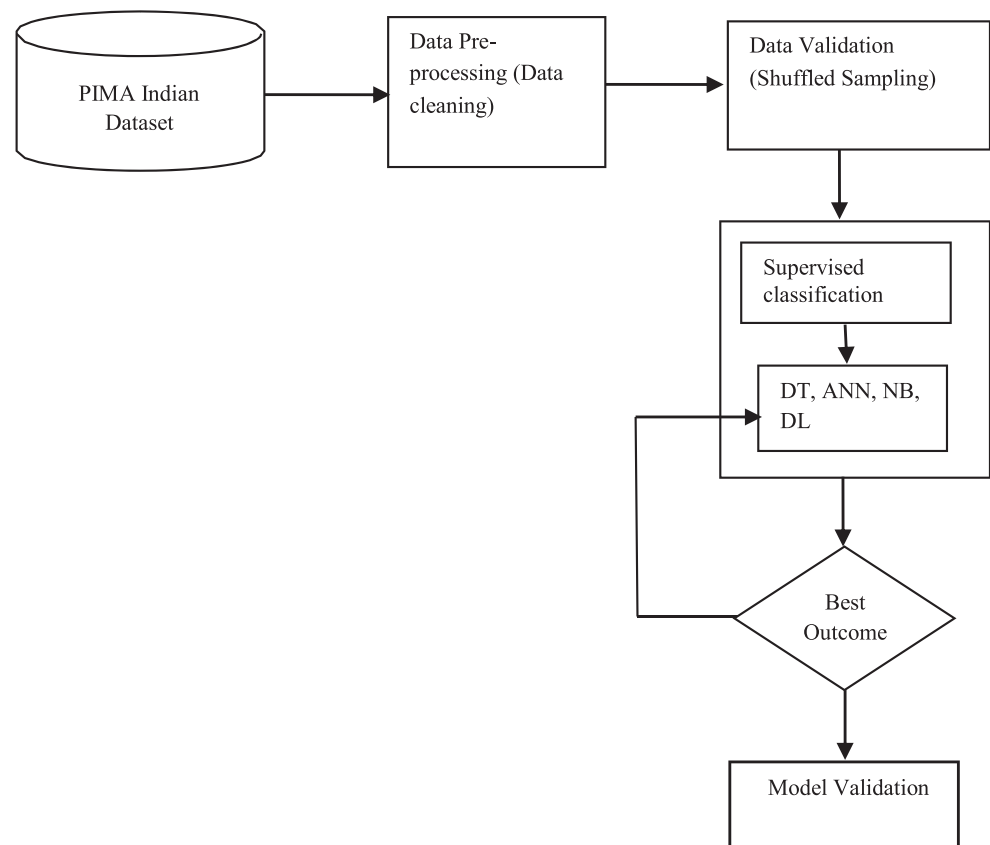 PIMA Indian
Dataset
Data Pre-
processing (Data
cleaning)
Data Validation
(Shuffled Sampling)
Supervised
classification
DT, ANN, NB,
DL
Best
Outcome
Model Validation